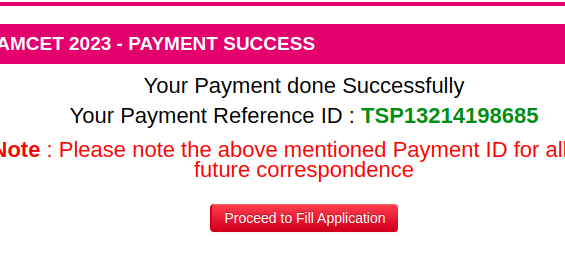 AMCET 2023 - PAYMENT SUCCESS
Your Payment done Successfully
Your Payment Reference ID : TSP13214198685
Note : Please note the above mentioned Payment ID for all
future correspondence
Proceed to Fill Application